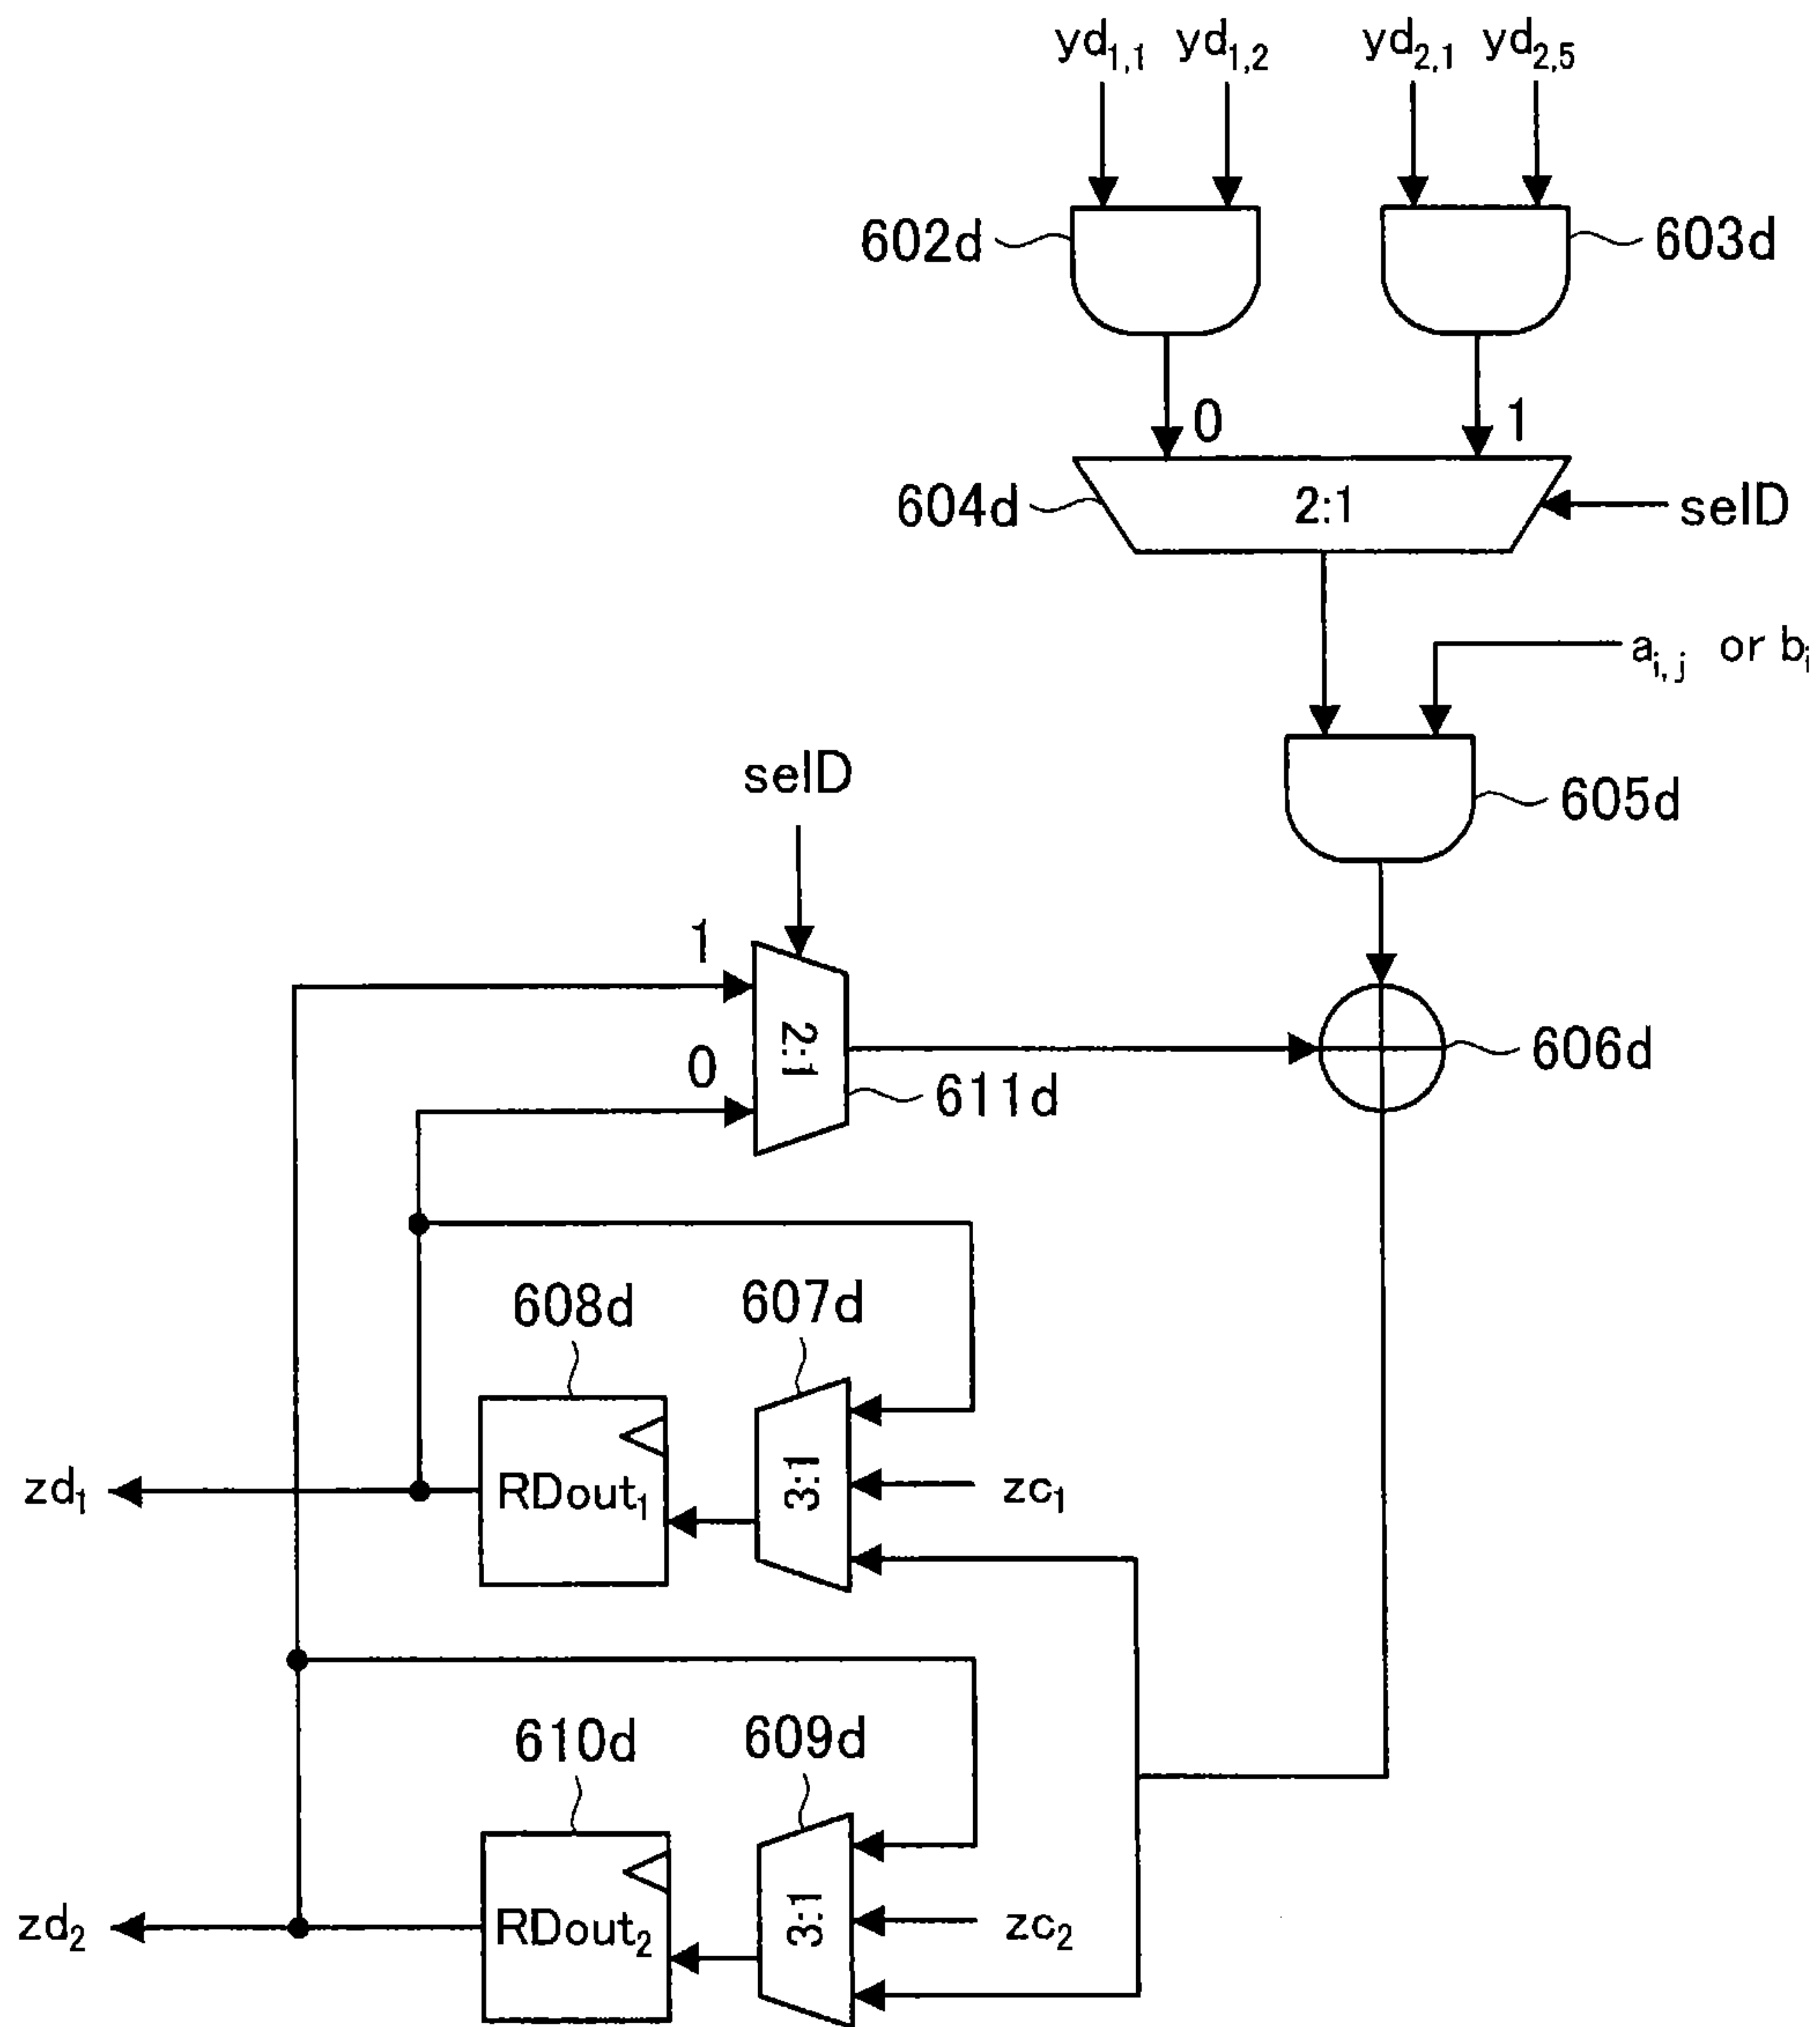 yd1,1 yd1,2 yd2,1 yd2,5
602d
603d
0
1
604d
2:1
selD
ai,j or bi
605d
selD
1
0
2:1
611d
606d
608d
607d
zd1
RDout1
3:1
zc1
610d
609d
zd2
RDout2
3:1
zc2